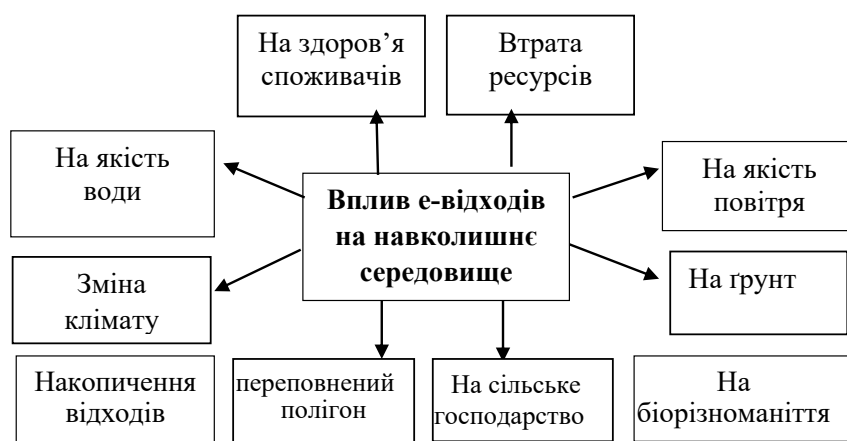 На здоров’я
споживачів
Втрата
ресурсів
На якість
води
Вплив е-відходів
на навколишнє
середовище
На якість
повітря
Зміна
клімату
На ґрунт
Накопичення
відходів
переповнений
полігон
На сільське
господарство
На
біорізноманіття